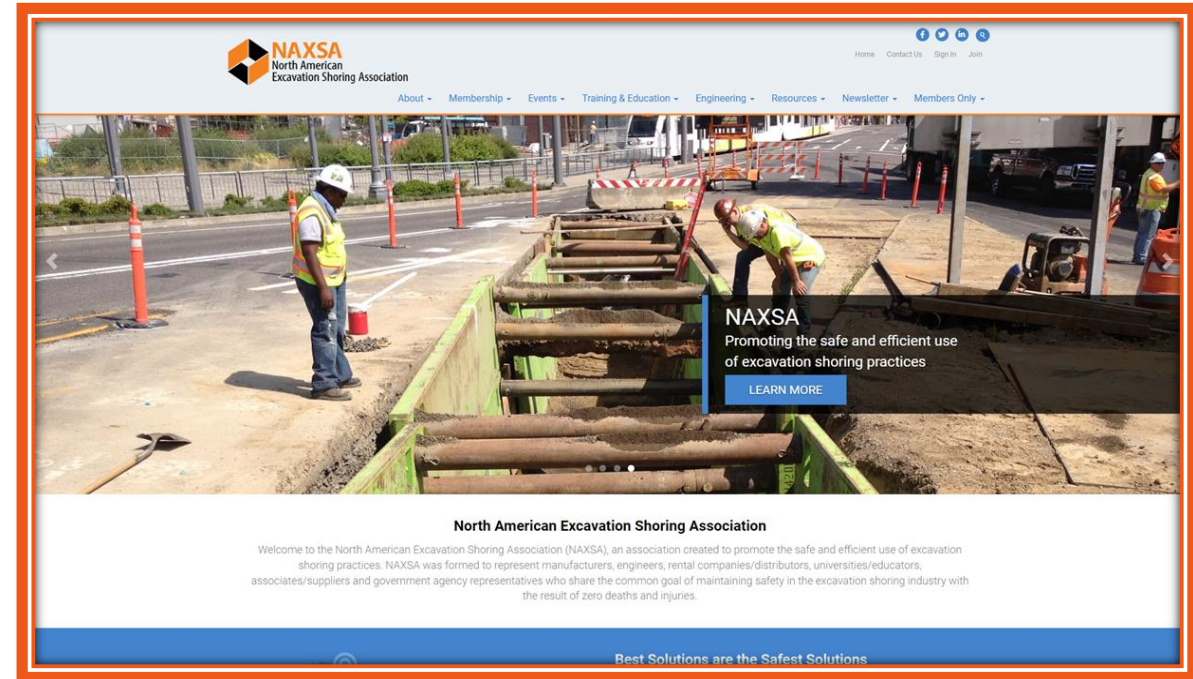 NAXSA
North American
Excavation Shoring Association
Home Contact Us Sign In Join
About Membership Events Training & Education Engineering Resources Newsletter Members Only
NAXSA
Promoting the safe and efficient use
of excavation shoring practices
LEARN MORE
North American Excavation Shoring Association
Welcome to the North American Excavation Shoring Association (NAXSA), an association created to promote the safe and efficient use of excavation
shoring practices. NAXSA was formed to represent manufacturers, engineers, rental companies/distributors, universities/educators,
associates/suppliers and government agency representatives who share the common goal of maintaining safety in the excavation shoring industry with
the result of zero deaths and injuries.
Best Solutions are the Safest Solutions